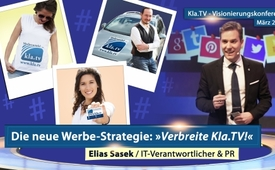 Kla.TV - Visionierungskonferenz
März 2
Kla.TV
Kla.TV
Kla.TV
Die neue Werbe-Strategie: »Verbreite Kla.TV!«
Elias Sasek / IT-Verantwortlicher & PR